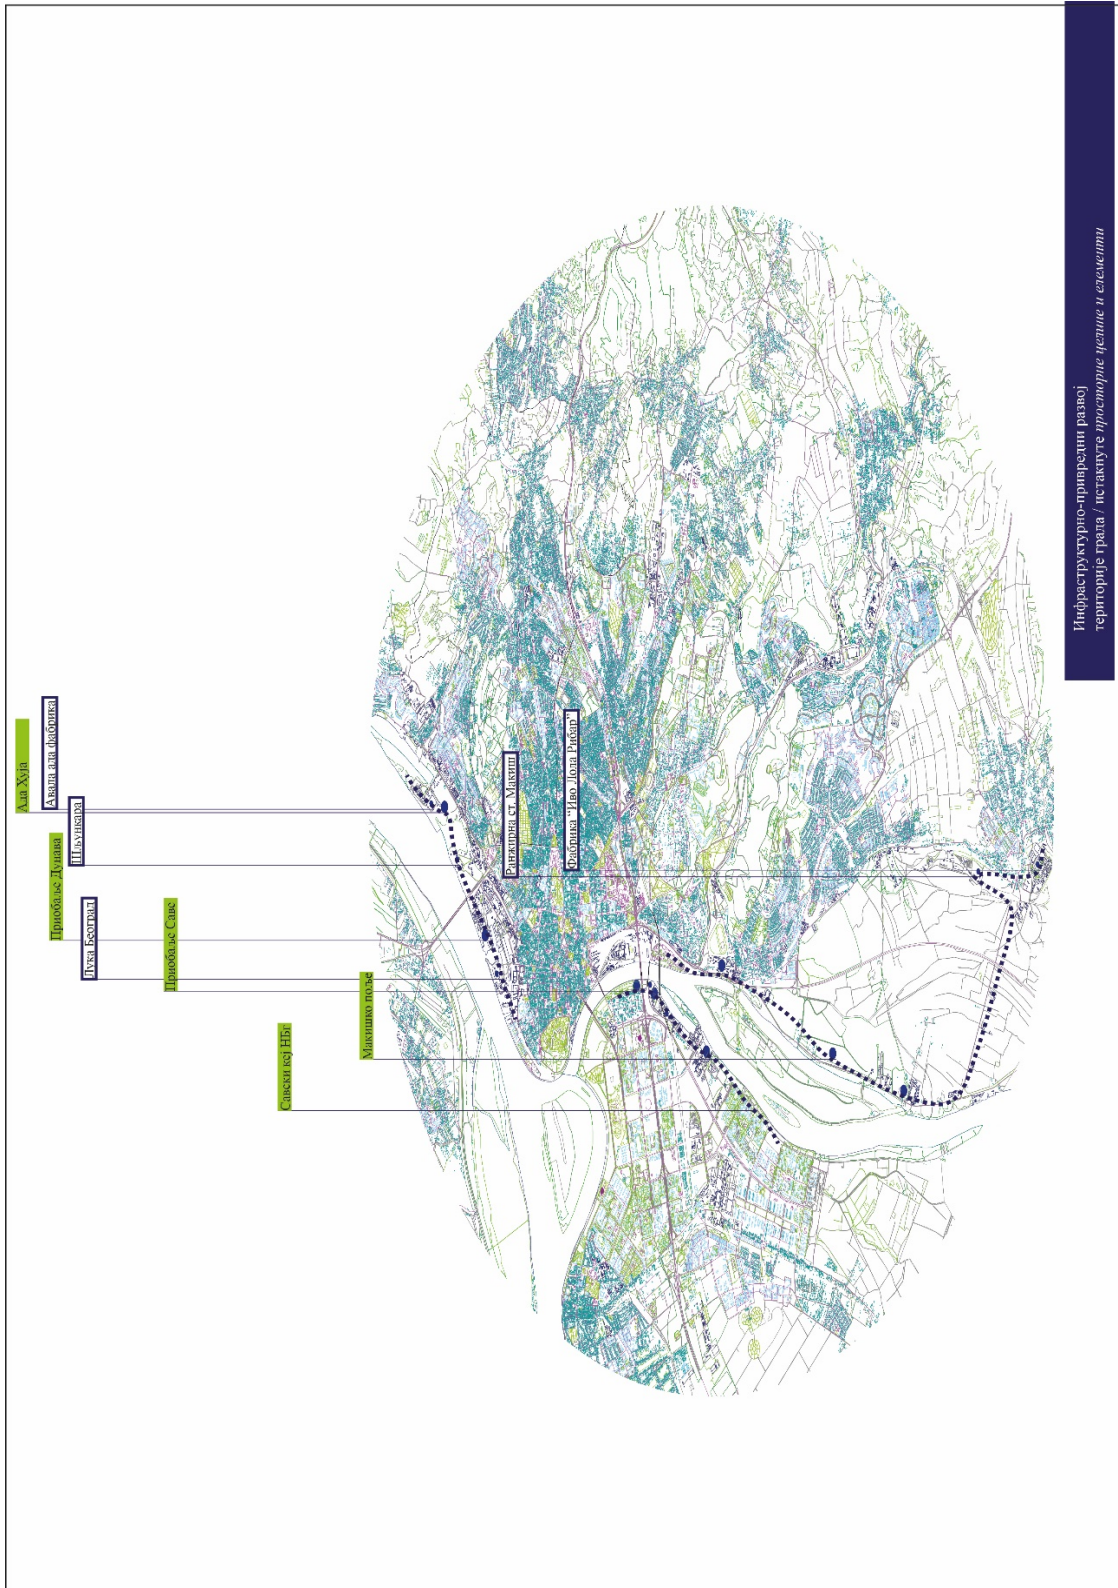 Ада Хуја
Авала ада фабрика
Приобаље Дунава
Шљункара
Лука Београд
Приобаље Саве
Савски кеј НБг
Макишко поље
Ранжирна ст. Макиш
Фабрика "Иво Лола Рибар"
Инфраструктурно-привредни развој
територије града / истакнуте просторне целине и елементи